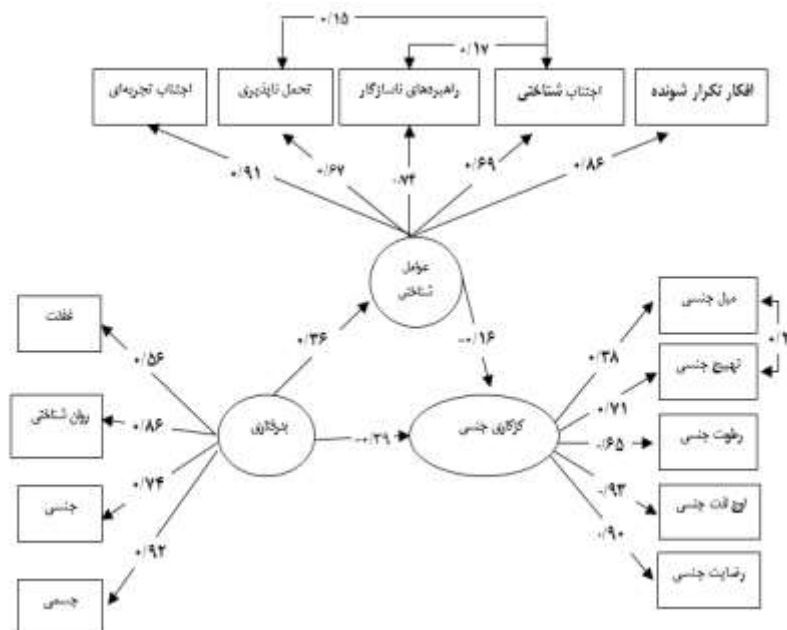 ۰/۱۵
۰/۱۷
افکار تکرار شونده
اجتناب شناختی
راهبردهای ناسازگار
تحمل ناپذیری
اجتناب تجربه‌ای
۰/۸۶
۰/۶۹
۰/۷۴
۰/۶۷
۰/۹۱
عوامل
شناختی
میل جنسی
تهییج جنسی
رطوبت جنسی
اوج لذت جنسی
رضایت جنسی
۰/۳۸
۰/۷۱
۰/۶۵
۰/۹۳
۰/۹۰
-۰/۱۶
۰/۳۶
-۰/۳۹
کژکاری جنسی
بدرفتاری
غفلت
روان شناختی
جنسی
جسمی
۰/۵۶
۰/۸۶
۰/۷۴
۰/۹۲